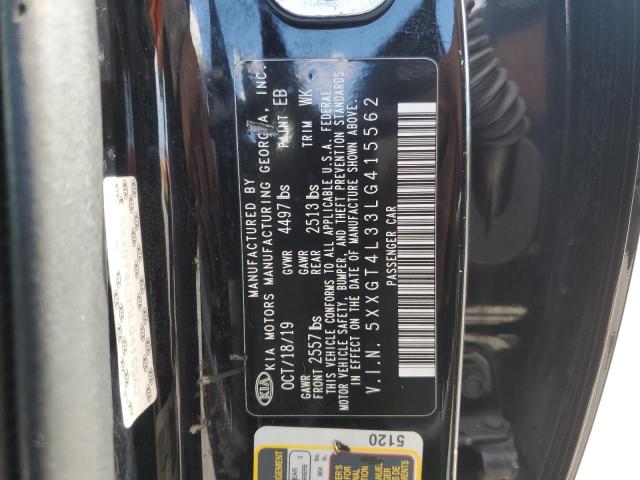 KIA
MANUFACTURED BY
KIA MOTORS MANUFACTURING GEORGIA, INC.
OCT/18/19 GVWR 4497 lbs PAINT EB
GAWR FRONT 2557 lbs GAWR REAR 2513 lbs TRIM WK
THIS VEHICLE CONFORMS TO ALL APPLICABLE U.S.A. FEDERAL
MOTOR VEHICLE SAFETY, BUMPER, AND THEFT PREVENTION STANDARDS
IN EFFECT ON THE DATE OF MANUFACTURE SHOWN ABOVE.
V.I.N. 5XXGT4L33LG415562
PASSENGER CAR
5120